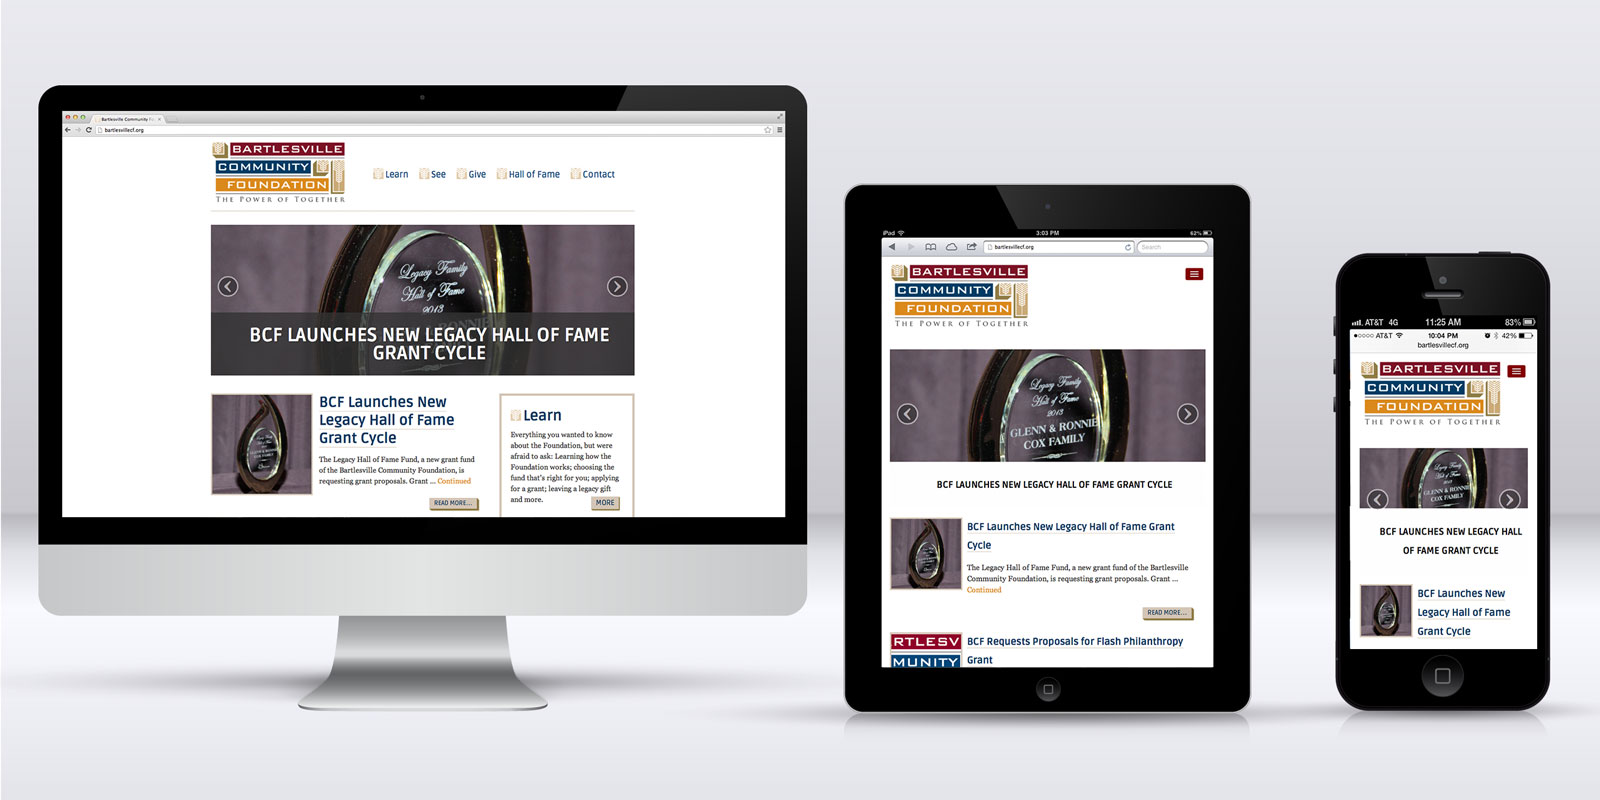 Bartlesville Community Fo
bartlesvillecf.org
BARTLESVILLE
COMMUNITY
FOUNDATION
THE POWER OF TOGETHER
Learn See Give Hall of Fame Contact
Legacy Family
Hall of Fame
2013
BCF LAUNCHES NEW LEGACY HALL OF FAME
GRANT CYCLE
BCF Launches New
Legacy Hall of Fame
Grant Cycle
The Legacy Hall of Fame Fund, a new grant fund
of the Bartlesville Community Foundation, is
requesting grant proposals. Grant ... Continued
READ MORE...
Learn
Everything you wanted to know
about the Foundation, but were
afraid to ask: Learning how the
Foundation works; choosing the
fund that's right for you; applying
for a grant; leaving a legacy gift
and more.
MORE
iPad 3:03 PM 62%
bartlesvillecf.org Search
BARTLESVILLE
COMMUNITY
FOUNDATION
THE POWER OF TOGETHER
Legacy Family
Hall of Fame
2013
GLENN & RONNIE
COX FAMILY
BCF LAUNCHES NEW LEGACY HALL OF FAME GRANT CYCLE
BCF Launches New Legacy Hall of Fame Grant
Cycle
The Legacy Hall of Fame Fund, a new grant fund of the Bartlesville
Community Foundation, is requesting grant proposals. Grant ...
Continued
READ MORE...
RTLESV
MUNITY
BCF Requests Proposals for Flash Philanthropy
Grant
AT&T 4G 11:25 AM 83%
AT&T 10:04 PM 42%
bartlesvillecf.org
BARTLESVILLE
COMMUNITY
FOUNDATION
THE POWER OF TOGETHER
Legacy Family
Hall of Fame
2013
GLENN & RONNIE
COX FAMILY
BCF LAUNCHES NEW LEGACY HALL
OF FAME GRANT CYCLE
BCF Launches New
Legacy Hall of Fame
Grant Cycle